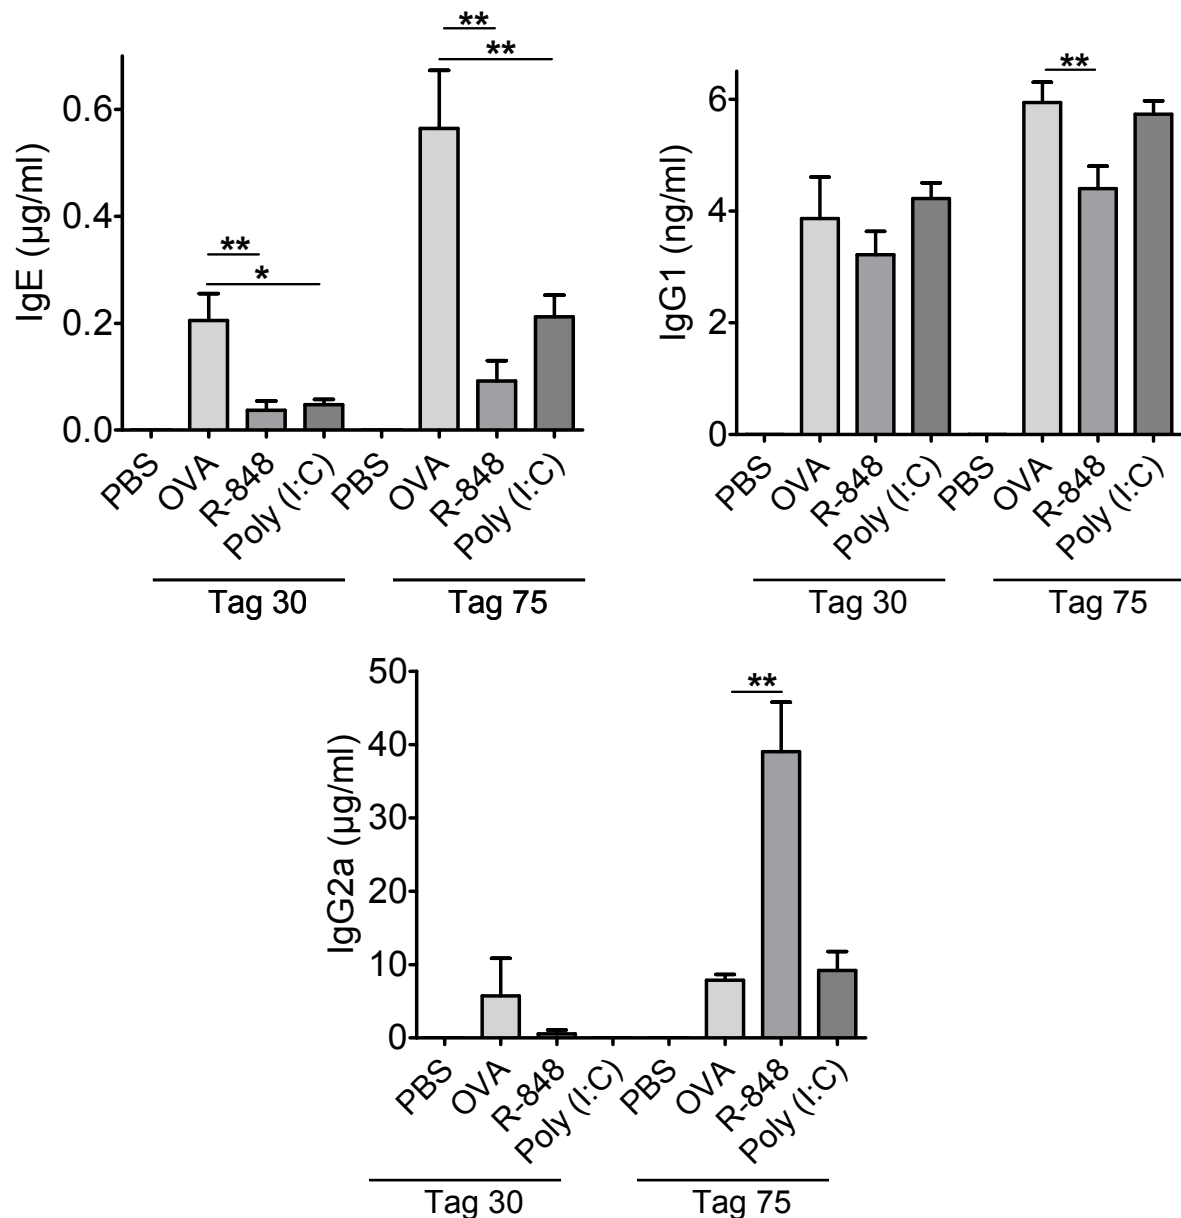 **
**
0.6
0.4
**
*
0.2
0.0
IgE (µg/ml)
PBS
OVA
R-848
Poly (I:C)
PBS
OVA
R-848
Poly (I:C)
Tag 30
Tag 75
**
6
4
2
0
IgG1 (ng/ml)
PBS
OVA
R-848
Poly (I:C)
PBS
OVA
R-848
Poly (I:C)
Tag 30
Tag 75
**
50
40
30
20
10
0
IgG2a (µg/ml)
PBS
OVA
R-848
Poly (I:C)
PBS
OVA
R-848
Poly (I:C)
Tag 30
Tag 75